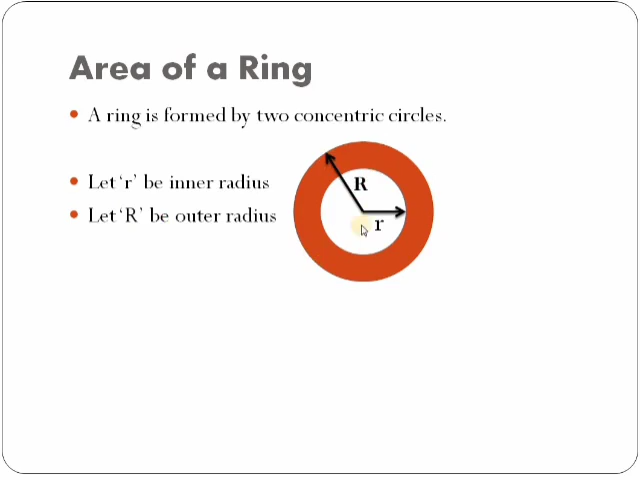 Area of a Ring
A ring is formed by two concentric circles.
Let ‘r’ be inner radius
R
Let ‘R’ be outer radius
r